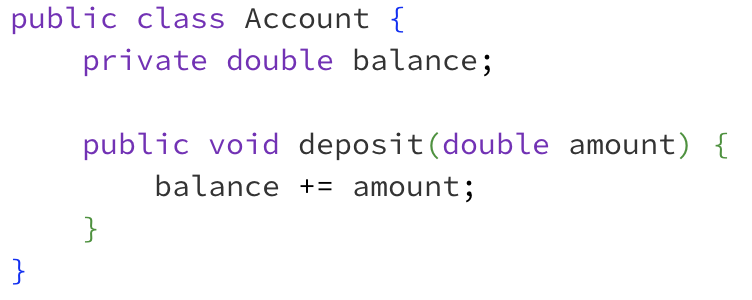 public class Account {
    private double balance;

    public void deposit(double amount) {
        balance += amount;
    }
}